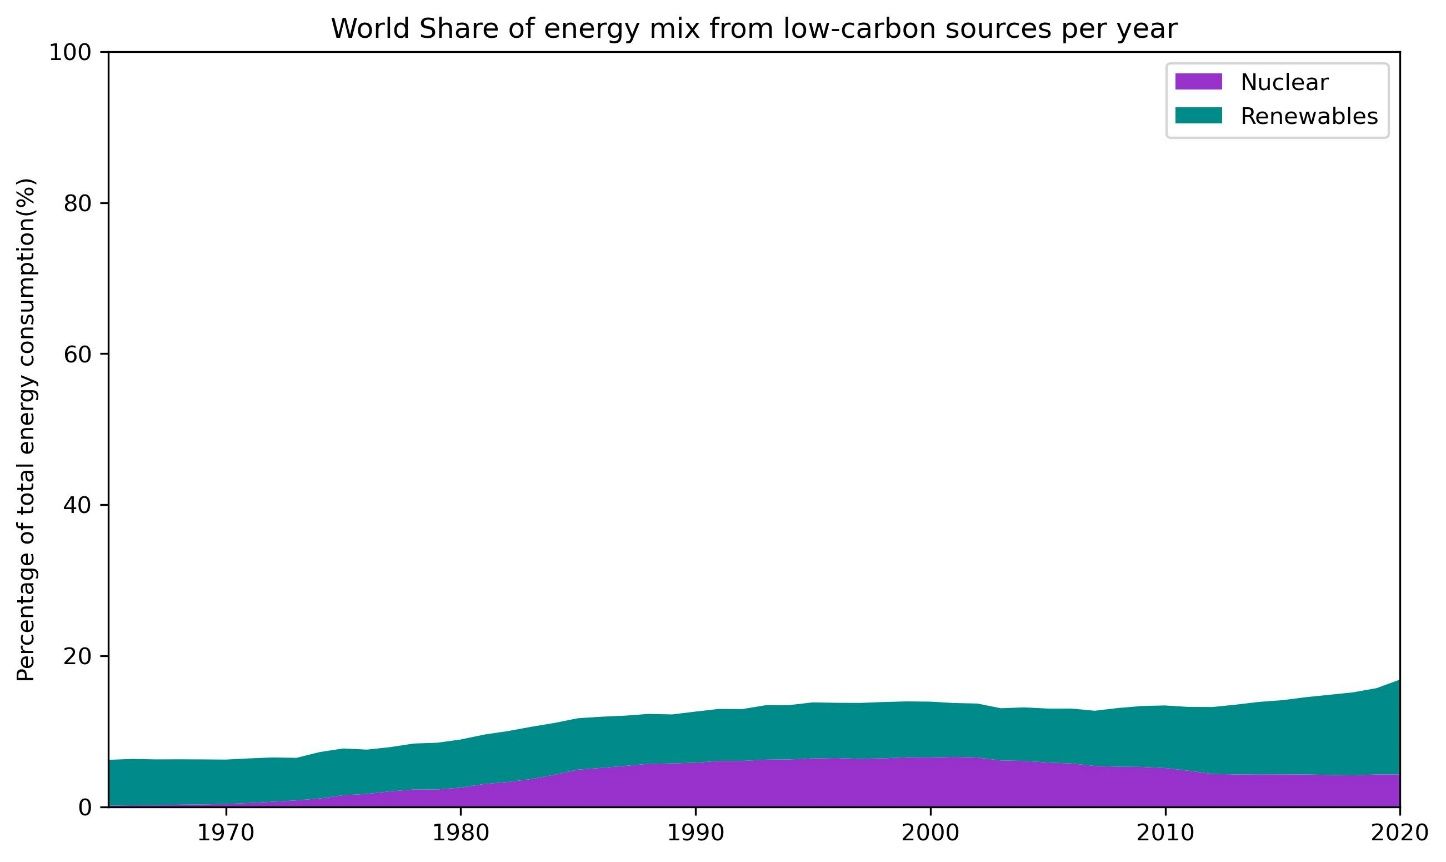 World Share of energy mix from low-carbon sources per year
Nuclear
Renewables
Percentage of total energy consumption(%)
100
80
60
40
20
0
1970 1980 1990 2000 2010 2020